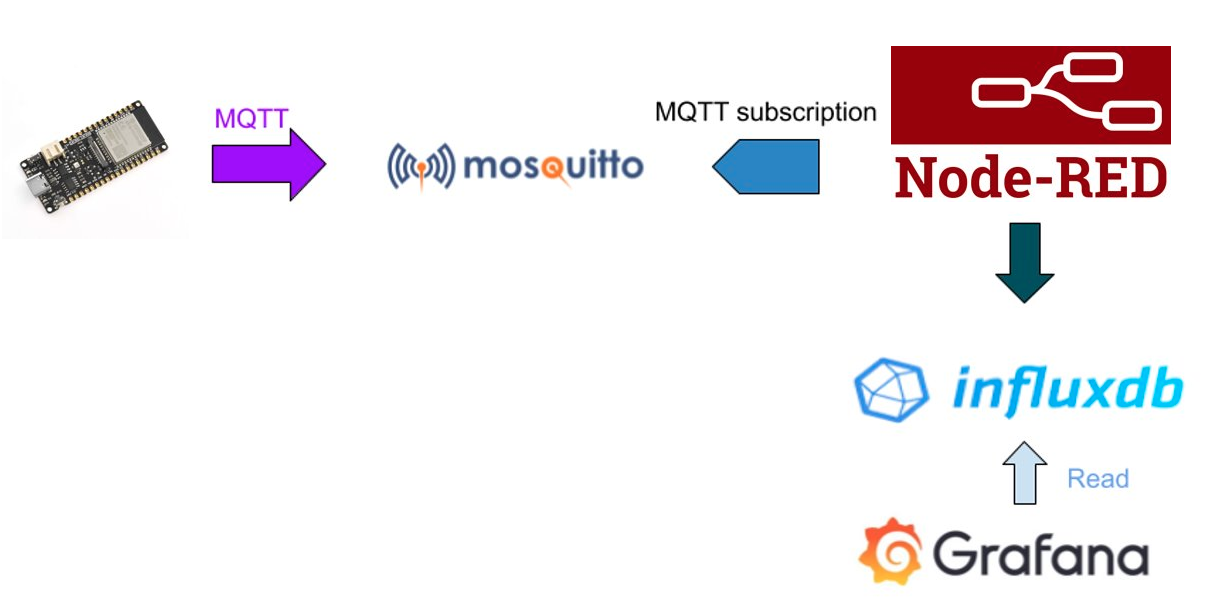 MQTT
mosquitto
MQTT subscription
Node-RED
influxdb
Read
Grafana